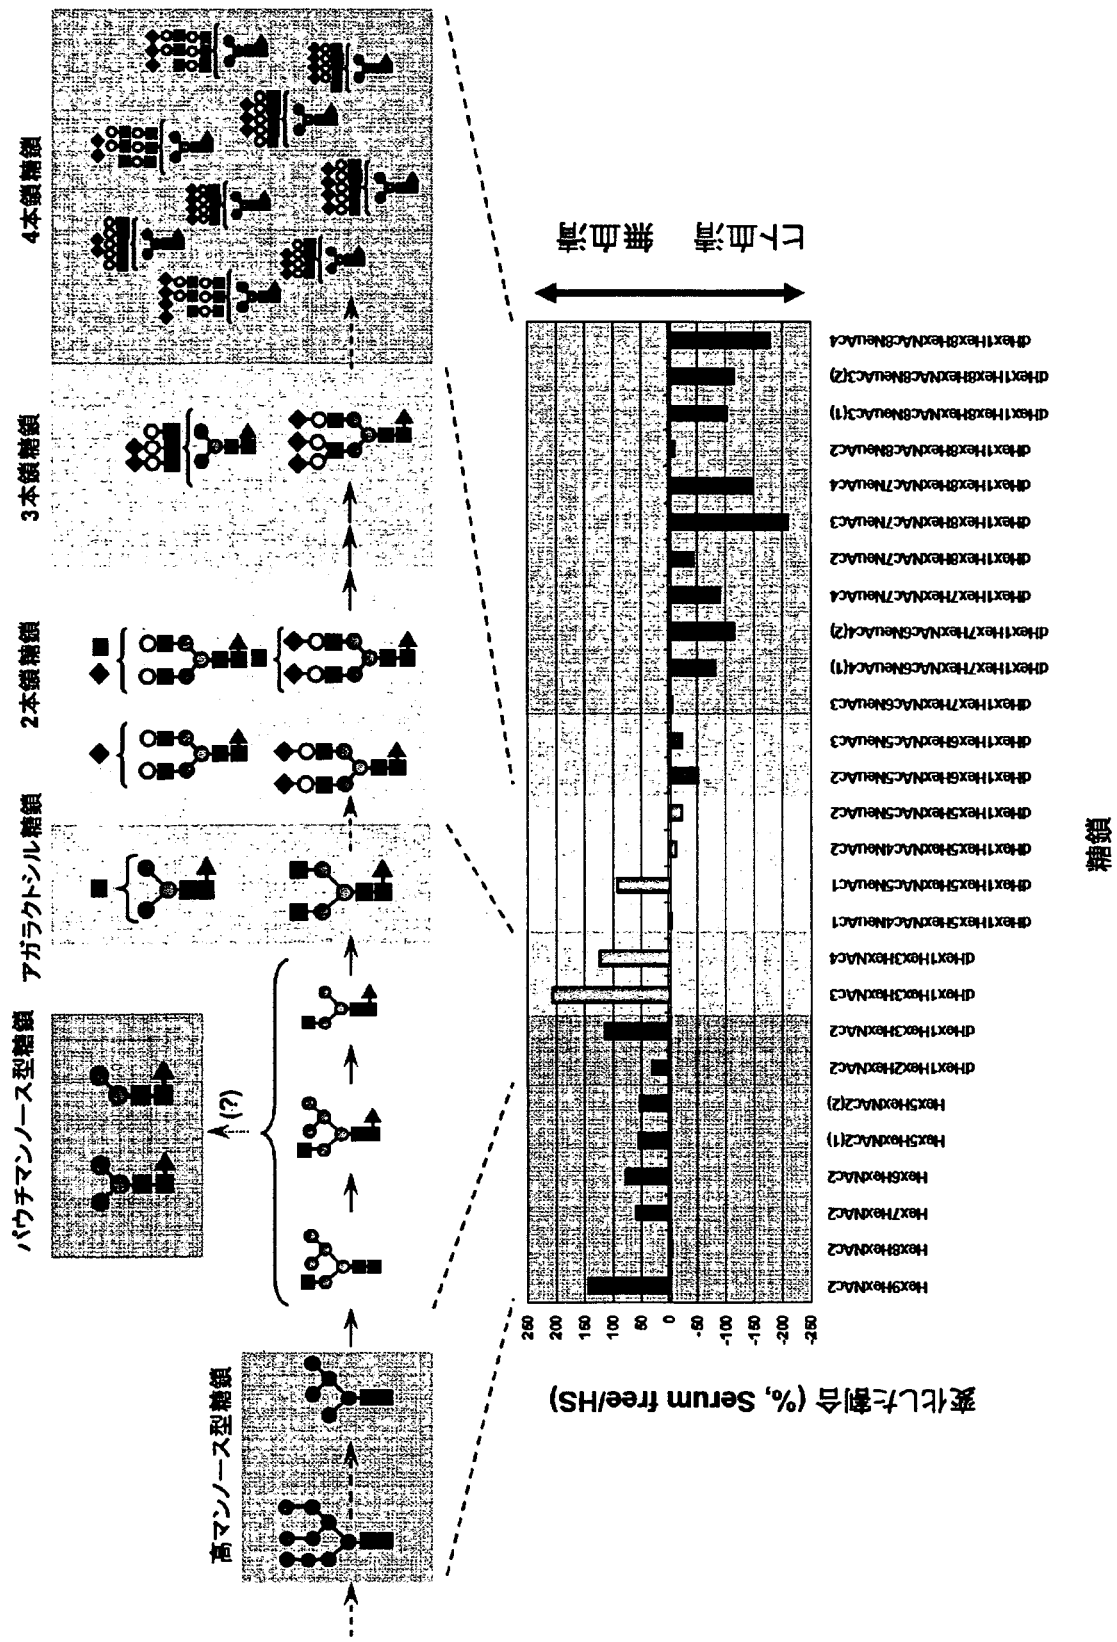 高マンノース型糖鎖
パウチマンノース型糖鎖
アガラクトシル糖鎖
2本鎖糖鎖
3本鎖糖鎖
4本鎖糖鎖
(?)
変化した割合 (%, Serum free/HS)
250
200
150
100
50
0
-50
-100
-150
-200
-250
無血清
ヒト血清
Hex9HexNAc2
Hex8HexNAc2
Hex7HexNAc2
Hex6HexNAc2
Hex5HexNAc2(1)
Hex5HexNAc2(2)
dHex1Hex2HexNAc2
dHex1Hex3HexNAc2
dHex1Hex3HexNAc3
dHex1Hex3HexNAc4
dHex1Hex5HexNAc4NeuAc1
dHex1Hex5HexNAc5NeuAc1
dHex1Hex5HexNAc4NeuAc2
dHex1Hex5HexNAc5NeuAc2
dHex1Hex6HexNAc5NeuAc2
dHex1Hex6HexNAc5NeuAc3
dHex1Hex7HexNAc6NeuAc3
dHex1Hex7HexNAc6NeuAc4(1)
dHex1Hex7HexNAc6NeuAc4(2)
dHex1Hex7HexNAc7NeuAc4
dHex1Hex8HexNAc7NeuAc2
dHex1Hex8HexNAc7NeuAc3
dHex1Hex8HexNAc7NeuAc4
dHex1Hex8HexNAc8NeuAc2
dHex1Hex8HexNAc8NeuAc3(1)
dHex1Hex8HexNAc8NeuAc3(2)
dHex1Hex8HexNAc8NeuAc4
糖鎖